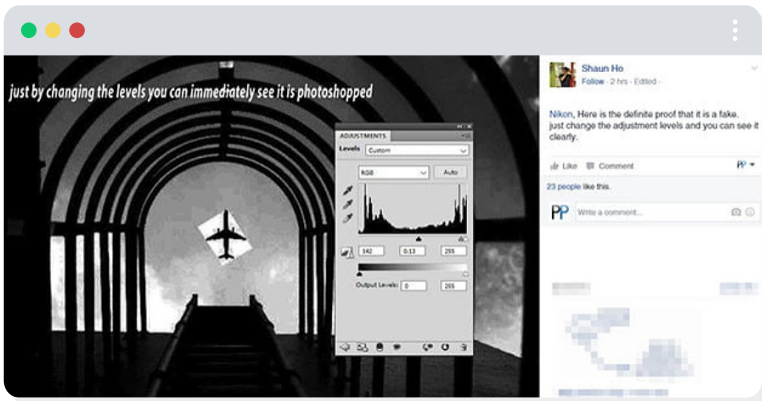 just by changing the levels you can immediately see it is photoshopped
ADJUSTMENTS
Levels Custom
RGB Auto
142 0.13 255
Output Levels: 0 255
Shaun Ho
Follow · 2 hrs · Edited ·
Nikon, Here is the definite proof that it is a fake.
just change the adjustment levels and you can see it
clearly.
Like Comment PP
23 people like this.
PP Write a comment...